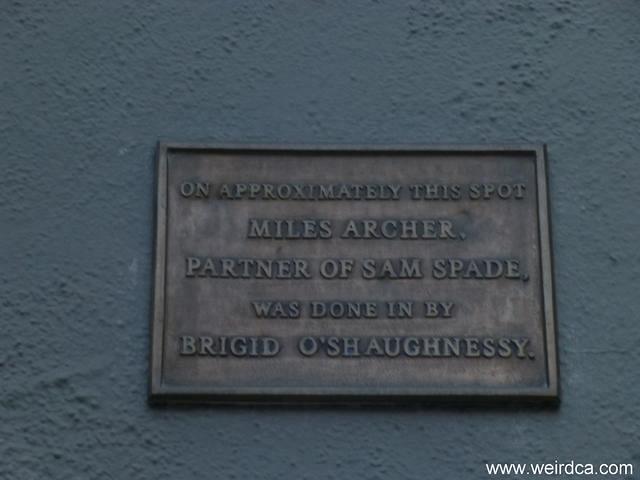 ON APPROXIMATELY THIS SPOT
MILES ARCHER,
PARTNER OF SAM SPADE,
WAS DONE IN BY
BRIGID O'SHAUGHNESSY.
www.weirdca.com